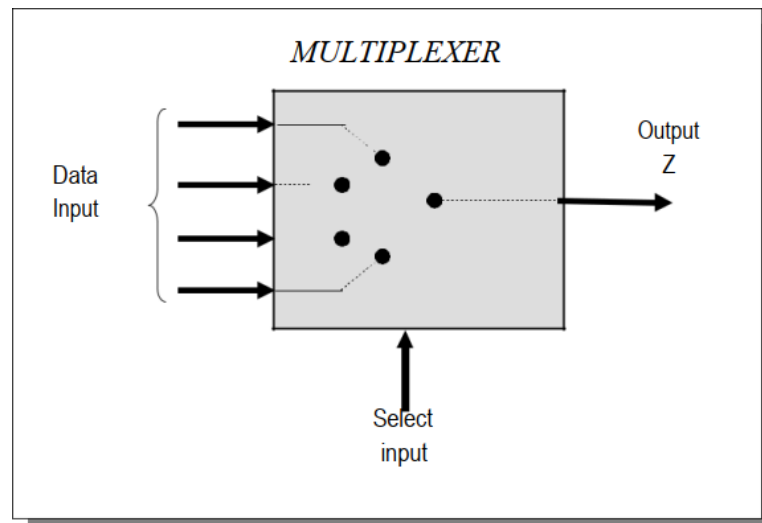 MULTIPLEXER
Data
Input
Output
Z
Select
input